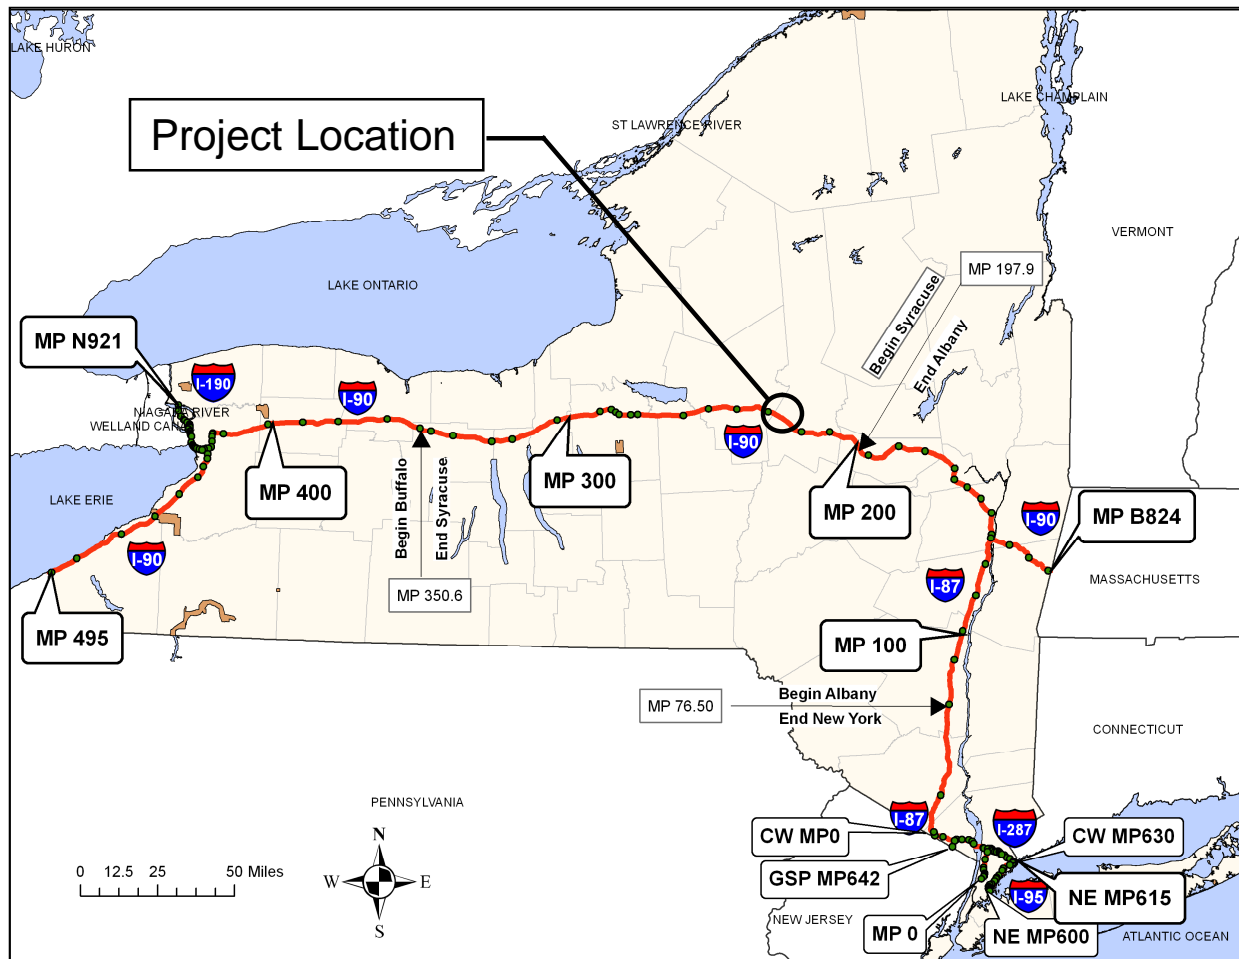 LAKE HURON
LAKE CHAMPLAIN
Project Location
ST LAWRENCE RIVER
VERMONT
MP 197.9
LAKE ONTARIO
Begin Syracuse
End Albany
MP N921
I-190
I-90
NIAGARA RIVER
WELLAND CANAL
I-90
LAKE ERIE
MP 400
MP 300
MP 200
I-90
MP B824
Begin Buffalo
End Syracuse
I-90
I-87
MASSACHUSETTS
MP 350.6
MP 495
MP 100
MP 76.50
Begin Albany
End New York
CONNECTICUT
PENNSYLVANIA
I-87
I-287
CW MP0
CW MP630
N
W
E
S
0 12.5 25 50 Miles
GSP MP642
I-95
NE MP615
NEW JERSEY
MP 0
NE MP600
ATLANTIC OCEAN